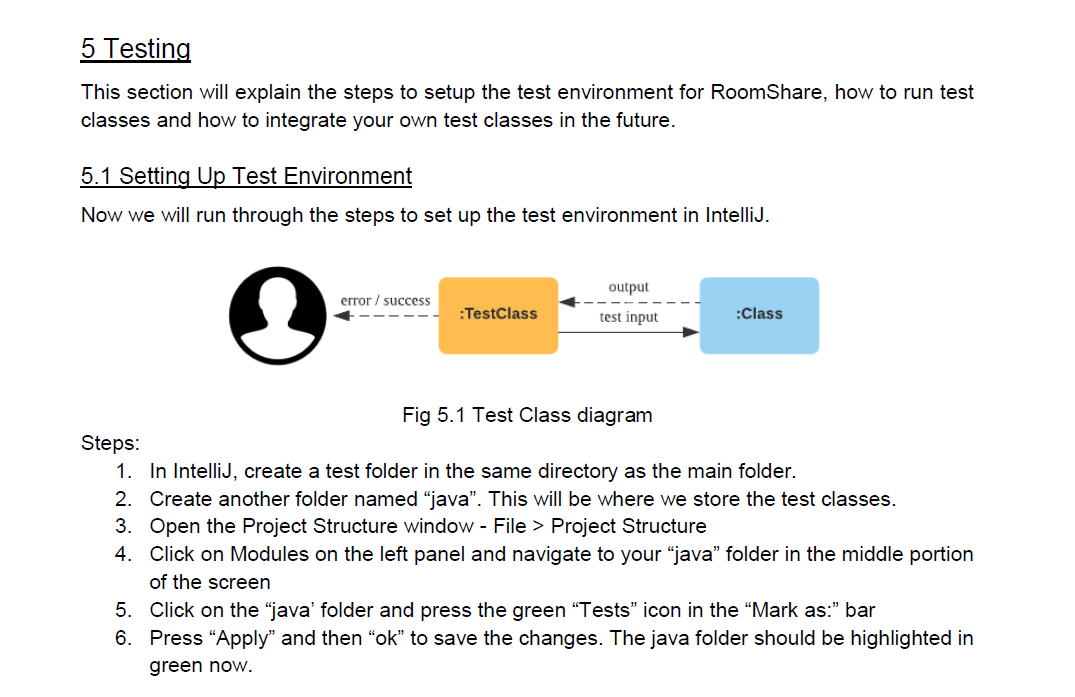 5 Testing
This section will explain the steps to setup the test environment for RoomShare, how to run test
classes and how to integrate your own test classes in the future.
5.1 Setting Up Test Environment
Now we will run through the steps to set up the test environment in IntelliJ.
error / success
:TestClass
output
test input
:Class
Fig 5.1 Test Class diagram
Steps:
1. In IntelliJ, create a test folder in the same directory as the main folder.
2. Create another folder named “java”. This will be where we store the test classes.
3. Open the Project Structure window - File > Project Structure
4. Click on Modules on the left panel and navigate to your “java” folder in the middle portion
of the screen
5. Click on the “java’ folder and press the green “Tests” icon in the “Mark as:” bar
6. Press “Apply” and then “ok” to save the changes. The java folder should be highlighted in
green now.